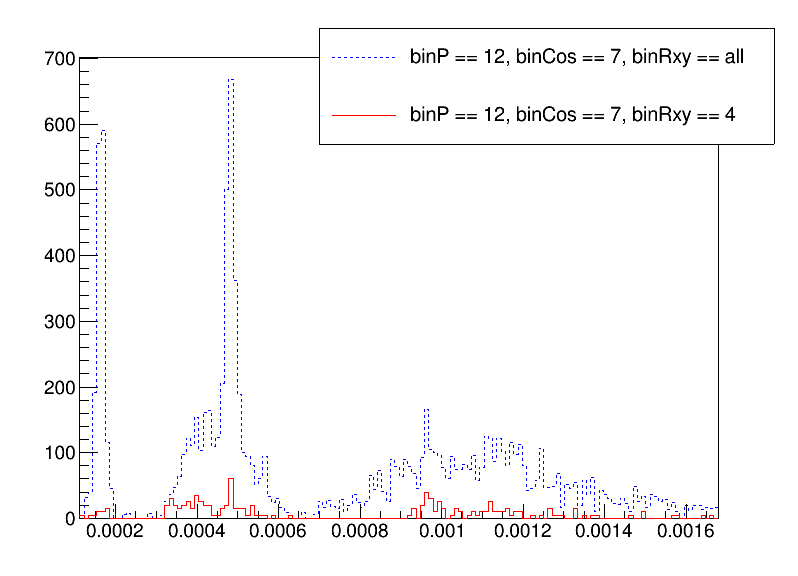 binP == 12, binCos == 7, binRxy == all
binP == 12, binCos == 7, binRxy == 4
700
600
500
400
300
200
100
0
0.0002 0.0004 0.0006 0.0008 0.001 0.0012 0.0014 0.0016